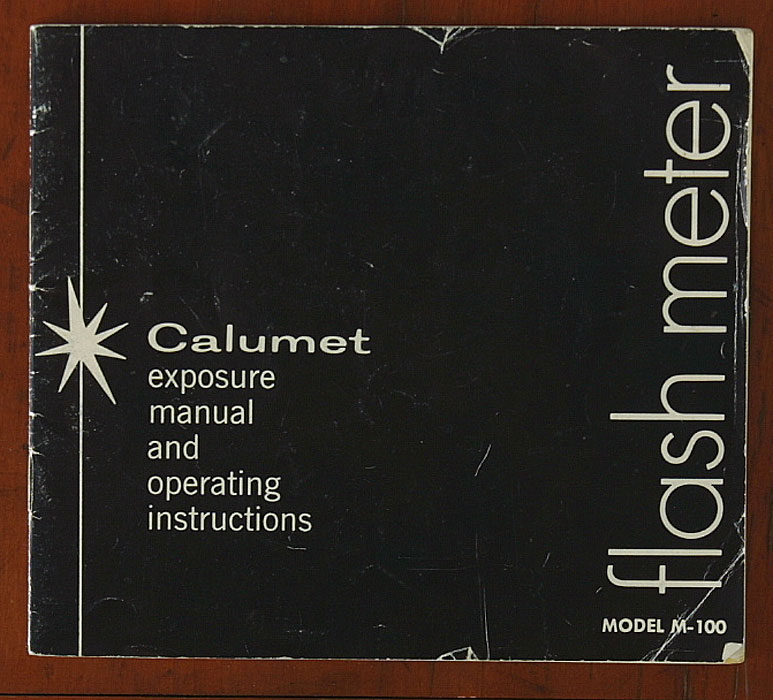 Calumet
exposure
manual
and
operating
instructions
flash meter
MODEL M-100